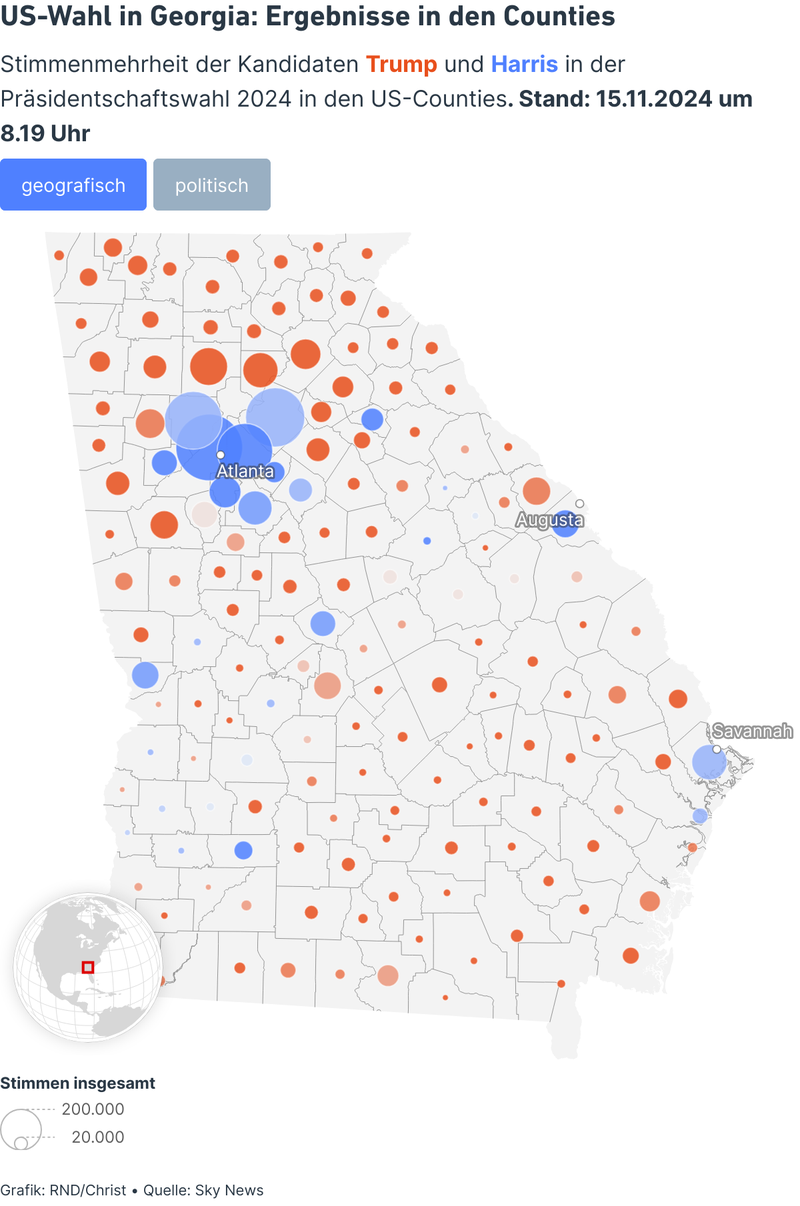 US-Wahl in Georgia: Ergebnisse in den Counties
Stimmenmehrheit der Kandidaten Trump und Harris in der
Präsidentschaftswahl 2024 in den US-Counties. Stand: 15.11.2024 um
8.19 Uhr
geografisch
politisch
Atlanta
Augusta
Savannah
Stimmen insgesamt
200.000
20.000
Grafik: RND/Christ • Quelle: Sky News